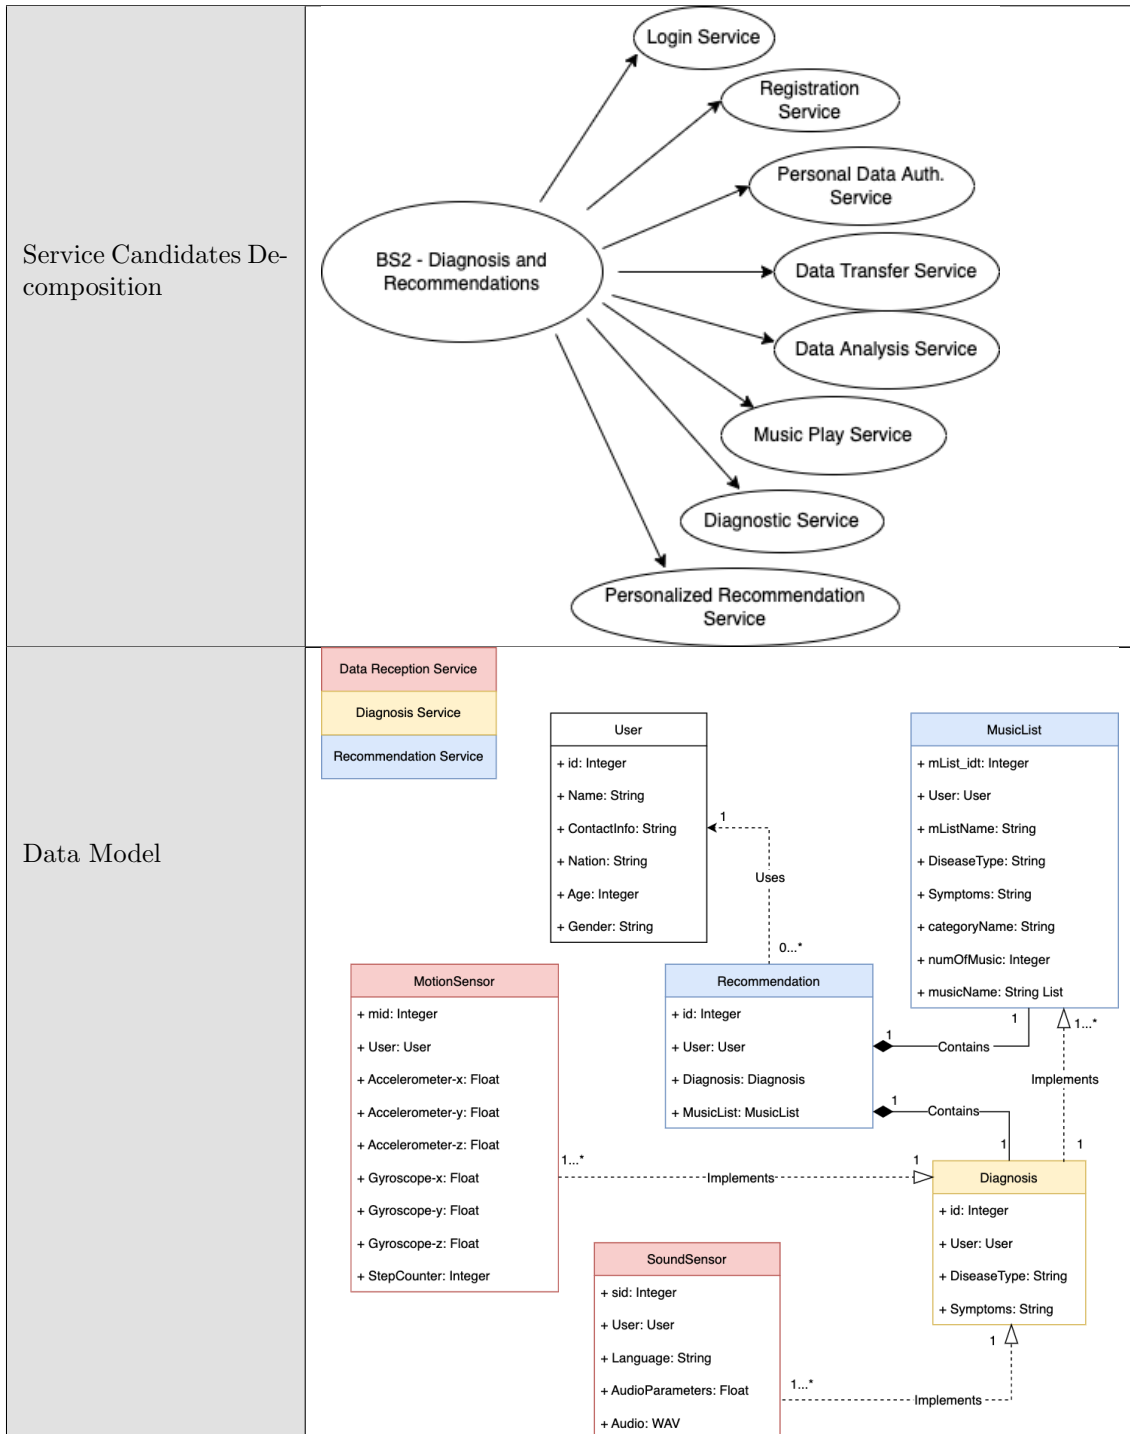 Service Candidates De-
composition
Login Service
Registration
Service
Personal Data Auth.
Service
BS2 - Diagnosis and
Recommendations
Data Transfer Service
Data Analysis Service
Music Play Service
Diagnostic Service
Personalized Recommendation
Service
Data Model
Data Reception Service
Diagnosis Service
Recommendation Service
User
+ id: Integer
+ Name: String
+ ContactInfo: String
+ Nation: String
+ Age: Integer
+ Gender: String
MusicList
+ mList_idt: Integer
+ User: User
+ mListName: String
+ DiseaseType: String
+ Symptoms: String
+ categoryName: String
+ numOfMusic: Integer
+ musicName: String List
1
Uses
0...*
MotionSensor
+ mid: Integer
+ User: User
+ Accelerometer-x: Float
+ Accelerometer-y: Float
+ Accelerometer-z: Float
+ Gyroscope-x: Float
+ Gyroscope-y: Float
+ Gyroscope-z: Float
+ StepCounter: Integer
Recommendation
+ id: Integer
+ User: User
+ Diagnosis: Diagnosis
+ MusicList: MusicList
1
Contains
1
1...*
Implements
1
1
Contains
1
1...*
Implements
1
Diagnosis
+ id: Integer
+ User: User
+ DiseaseType: String
+ Symptoms: String
SoundSensor
+ sid: Integer
+ User: User
+ Language: String
+ AudioParameters: Float
+ Audio: WAV
1...*
Implements
1